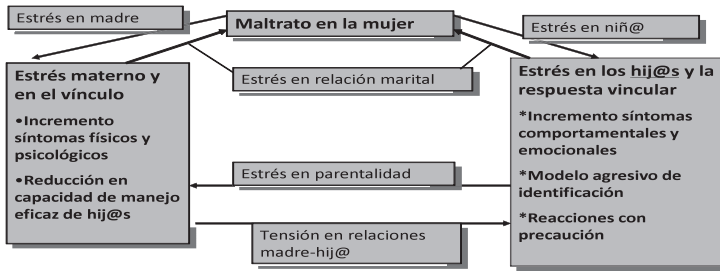 Estrés en madre
Maltrato en la mujer
Estrés en niñ@
Estrés materno y
en el vínculo
•Incremento
síntomas físicos y
psicológicos
•Reducción en
capacidad de manejo
eficaz de hij@s
Estrés en relación marital
Estrés en parentalidad
Tensión en relaciones
madre-hij@
Estrés en los hij@s y la
respuesta vincular
*Incremento síntomas
comportamentales y
emocionales
*Modelo agresivo de
identificación
*Reacciones con
precaución